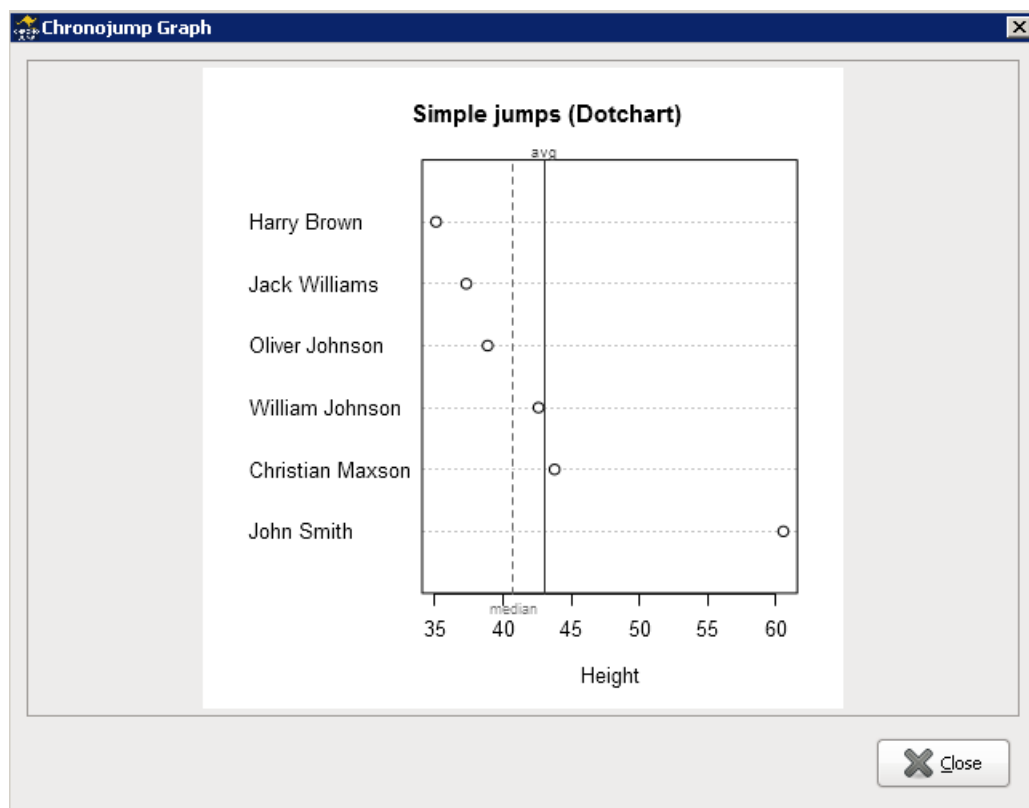 Chronojump Graph
Simple jumps (Dotchart)
avg
Harry Brown
Jack Williams
Oliver Johnson
William Johnson
Christian Maxson
John Smith
median
35 40 45 50 55 60
Height
Close